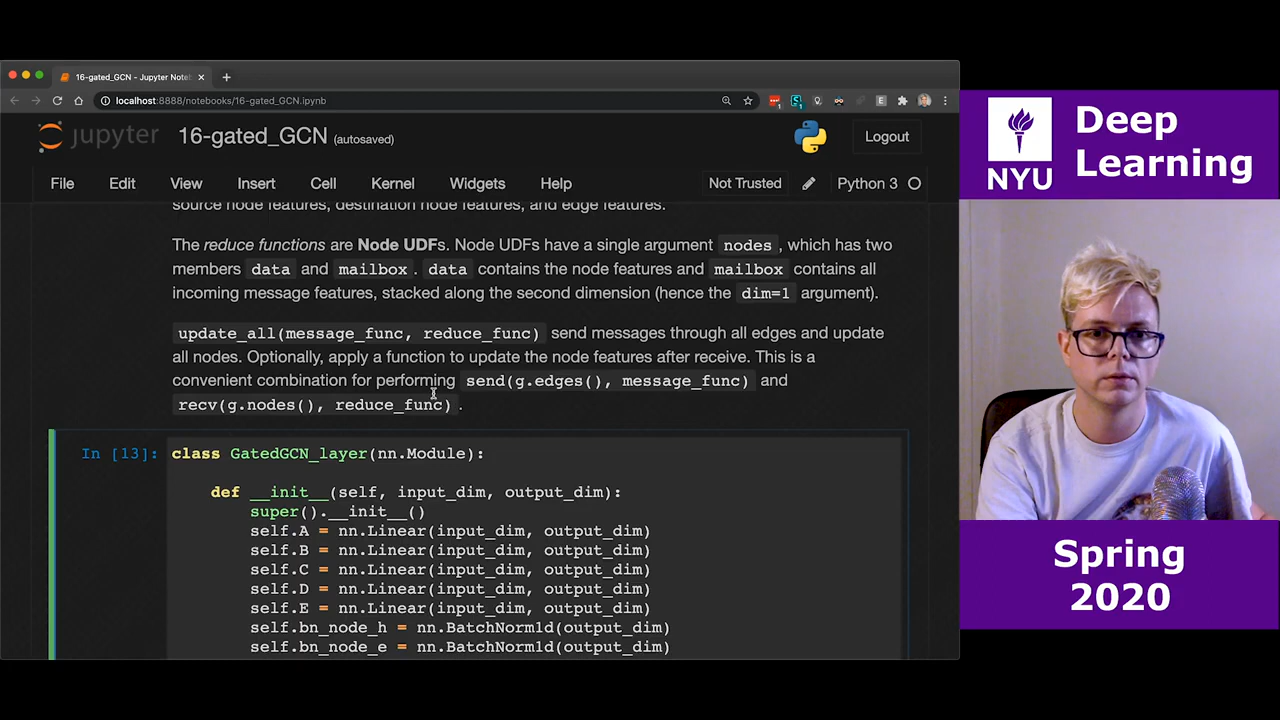 16-gated_GCN - Jupyter Noteb
localhost:8888/notebooks/16-gated_GCN.ipynb
jupyter 16-gated_GCN (autosaved)
Logout
File Edit View Insert Cell Kernel Widgets Help Not Trusted Python 3
source node features, destination node features, and edge features.
The reduce functions are Node UDFs. Node UDFs have a single argument nodes , which has two
members data and mailbox . data contains the node features and mailbox contains all
incoming message features, stacked along the second dimension (hence the dim=1 argument).
update_all(message_func, reduce_func) send messages through all edges and update
all nodes. Optionally, apply a function to update the node features after receive. This is a
convenient combination for performing send(g.edges(), message_func) and
recv(g.nodes(), reduce_func) .
In [13]: class GatedGCN_layer(nn.Module):
def __init__(self, input_dim, output_dim):
super().__init__()
self.A = nn.Linear(input_dim, output_dim)
self.B = nn.Linear(input_dim, output_dim)
self.C = nn.Linear(input_dim, output_dim)
self.D = nn.Linear(input_dim, output_dim)
self.E = nn.Linear(input_dim, output_dim)
self.bn_node_h = nn.BatchNorm1d(output_dim)
self.bn_node_e = nn.BatchNorm1d(output_dim)
NYU
Deep
Learning
Spring
2020